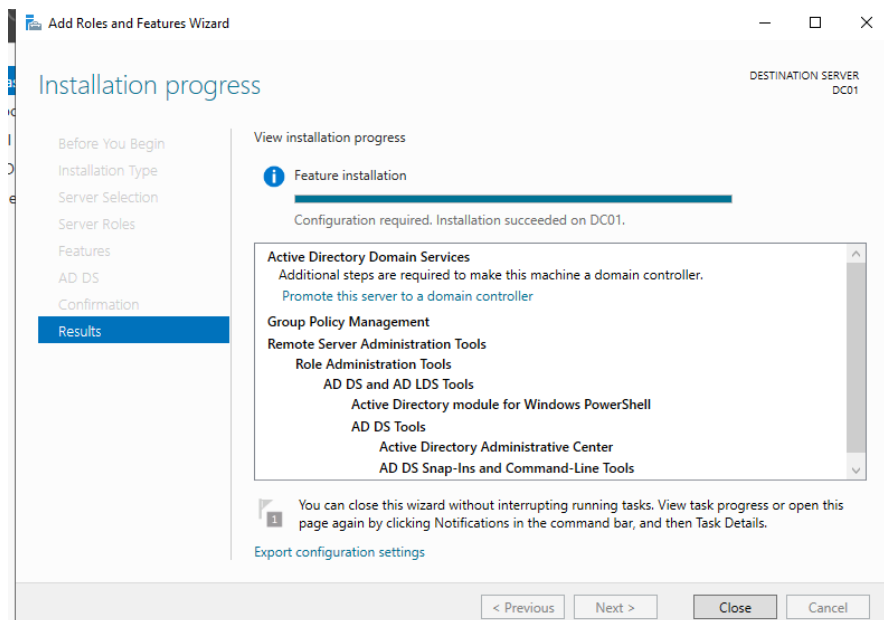 Add Roles and Features Wizard
Installation progress
DESTINATION SERVER
DC01
Before You Begin
Installation Type
Server Selection
Server Roles
Features
AD DS
Confirmation
Results
View installation progress
Feature installation
Configuration required. Installation succeeded on DC01.
Active Directory Domain Services
Additional steps are required to make this machine a domain controller.
Promote this server to a domain controller
Group Policy Management
Remote Server Administration Tools
Role Administration Tools
AD DS and AD LDS Tools
Active Directory module for Windows PowerShell
AD DS Tools
Active Directory Administrative Center
AD DS Snap-Ins and Command-Line Tools
1
You can close this wizard without interrupting running tasks. View task progress or open this
page again by clicking Notifications in the command bar, and then Task Details.
Export configuration settings
< Previous
Next >
Close
Cancel